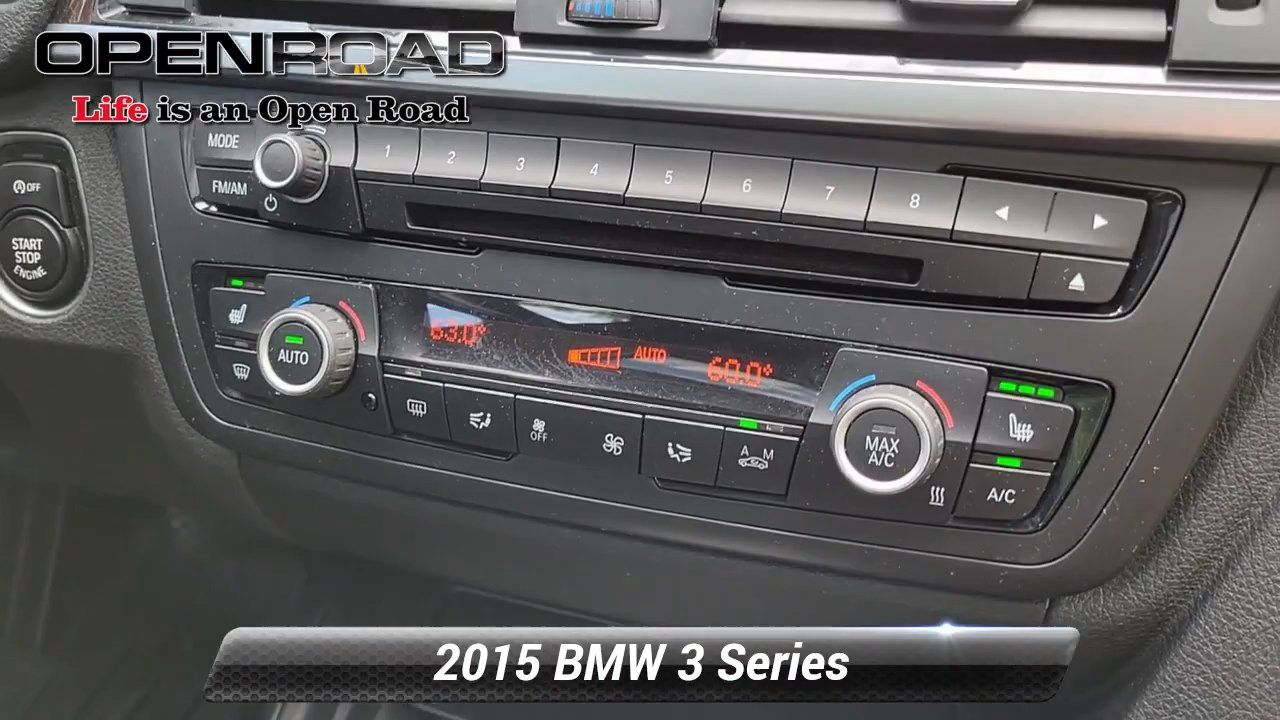 OPENROAD
Life is an Open Road
MODE
1 2 3 4 5 6 7 8
FM/AM
OFF
START
STOP
ENGINE
63.0°
AUTO
60.0°
AUTO
OFF
A M
MAX
A/C
A/C
2015 BMW 3 Series